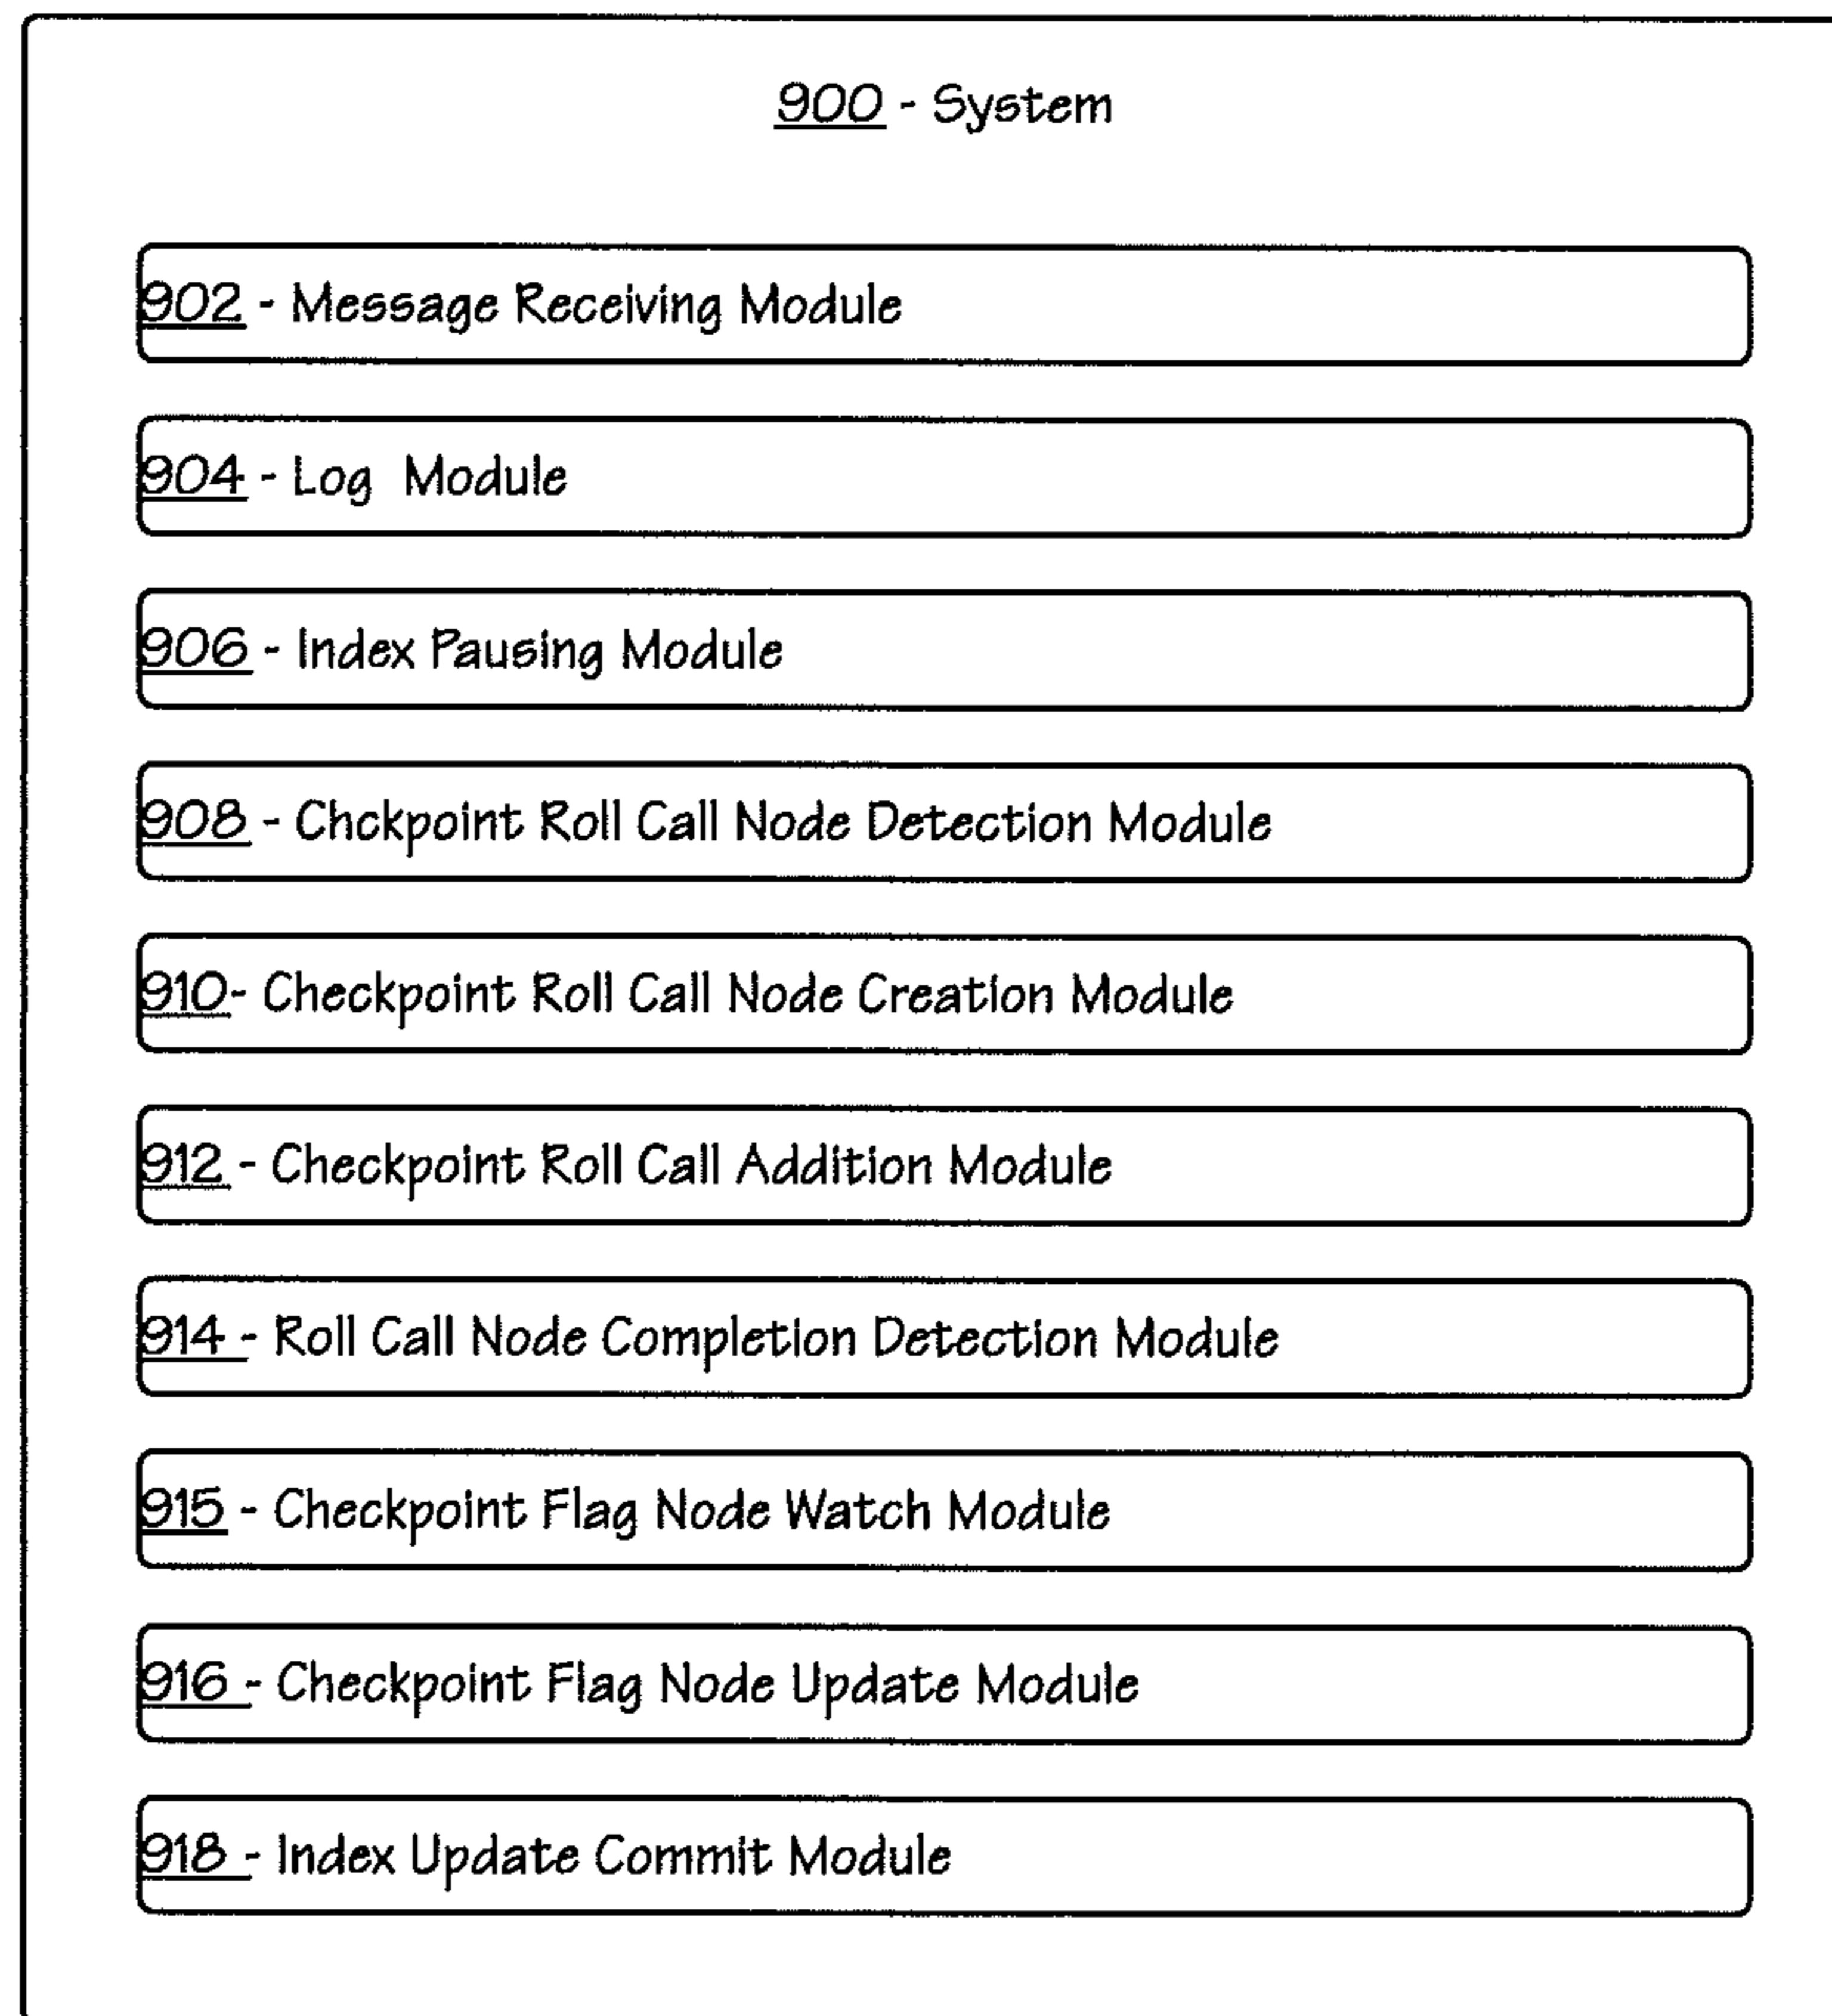 900 - System
902 - Message Receiving Module
904 - Log Module
906 - Index Pausing Module
908 - Chckpoint Roll Call Node Detection Module
910- Checkpoint Roll Call Node Creation Module
912 - Checkpoint Roll Call Addition Module
914 - Roll Call Node Completion Detection Module
915 - Checkpoint Flag Node Watch Module
916 - Checkpoint Flag Node Update Module
918 - Index Update Commit Module